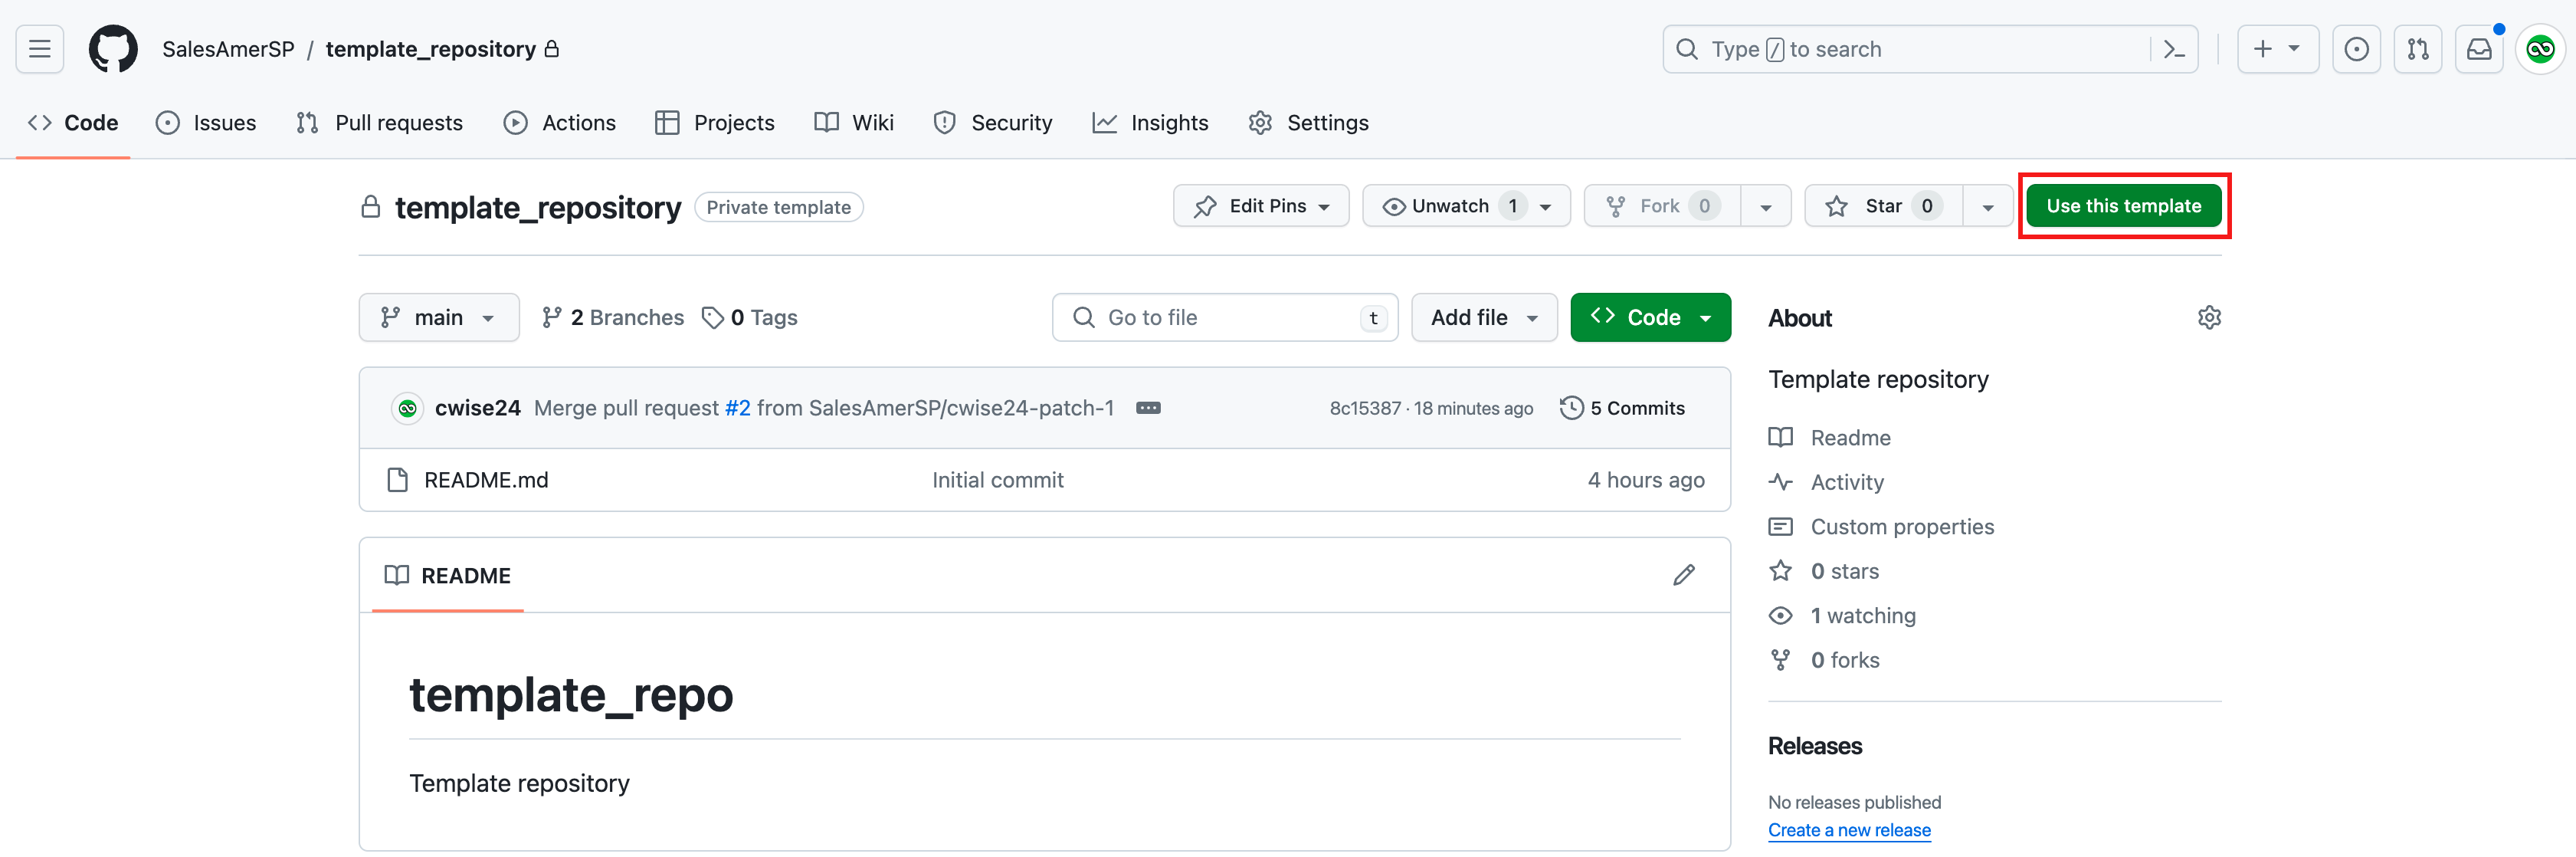 SalesAmerSP / template_repository
Type / to search
Code Issues Pull requests Actions Projects Wiki Security Insights Settings
template_repository Private template
Edit Pins Unwatch 1 Fork 0 Star 0 Use this template
main 2 Branches 0 Tags Go to file t Add file Code
About
Template repository
cwise24 Merge pull request #2 from SalesAmerSP/cwise24-patch-1 8c15387 · 18 minutes ago 5 Commits
README.md Initial commit 4 hours ago
Readme
Activity
Custom properties
0 stars
1 watching
0 forks
README
template_repo
Template repository
Releases
No releases published
Create a new release